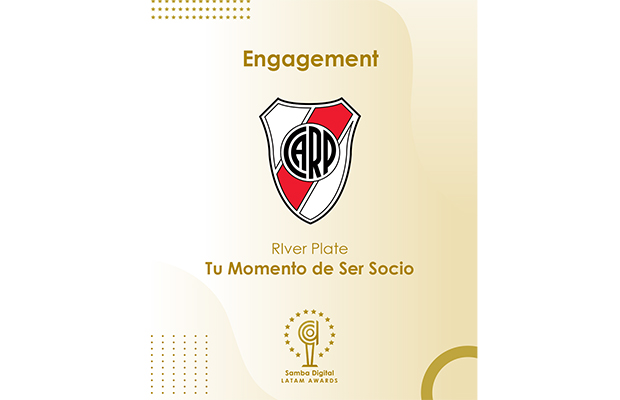 Engagement
CARP
RIver Plate
Tu Momento de Ser Socio
Samba Digital
LATAM AWARDS